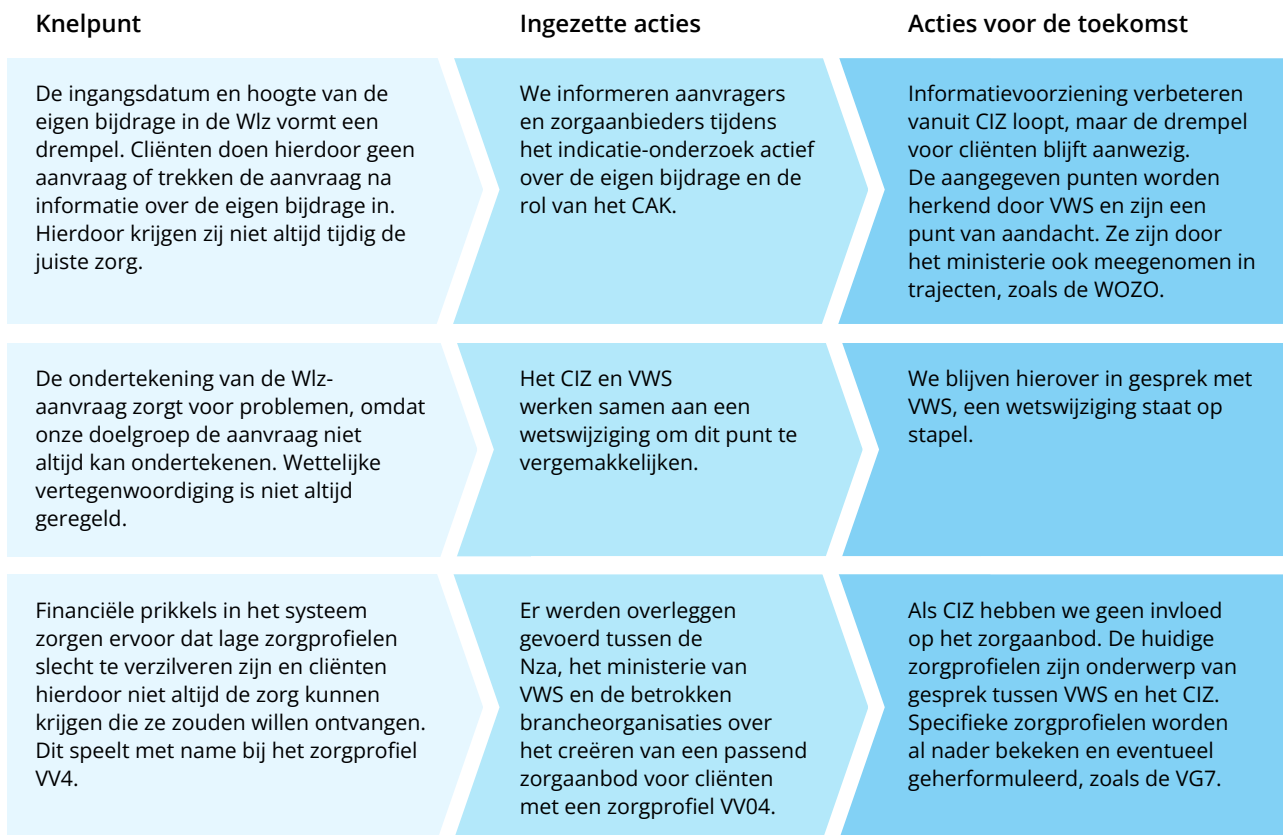 Knelpunt
Ingezette acties
Acties voor de toekomst
De ingangsdatum en hoogte van de
eigen bijdrage in de Wlz vormt een
drempel. Cliënten doen hierdoor geen
aanvraag of trekken de aanvraag na
informatie over de eigen bijdrage in.
Hierdoor krijgen zij niet altijd tijdig de
juiste zorg.
We informeren aanvragers
en zorgaanbieders tijdens
het indicatie-onderzoek actief
over de eigen bijdrage en de
rol van het CAK.
Informatievoorziening verbeteren
vanuit CIZ loopt, maar de drempel
voor cliënten blijft aanwezig.
De aangegeven punten worden
herkend door VWS en zijn een
punt van aandacht. Ze zijn door
het ministerie ook meegenomen in
trajecten, zoals de WOZO.
De ondertekening van de Wlz-
aanvraag zorgt voor problemen, omdat
onze doelgroep de aanvraag niet
altijd kan ondertekenen. Wettelijke
vertegenwoordiging is niet altijd
geregeld.
Het CIZ en VWS
werken samen aan een
wetswijziging om dit punt te
vergemakkelijken.
We blijven hierover in gesprek met
VWS, een wetswijziging staat op
stapel.
Financiële prikkels in het systeem
zorgen ervoor dat lage zorgprofielen
slecht te verzilveren zijn en cliënten
hierdoor niet altijd de zorg kunnen
krijgen die ze zouden willen ontvangen.
Dit speelt met name bij het zorgprofiel
VV4.
Er werden overleggen
gevoerd tussen de
Nza, het ministerie van
VWS en de betrokken
brancheorganisaties over
het creëren van een passend
zorgaanbod voor cliënten
met een zorgprofiel VV04.
Als CIZ hebben we geen invloed
op het zorgaanbod. De huidige
zorgprofielen zijn onderwerp van
gesprek tussen VWS en het CIZ.
Specifieke zorgprofielen worden
al nader bekeken en eventueel
geherformuleerd, zoals de VG7.